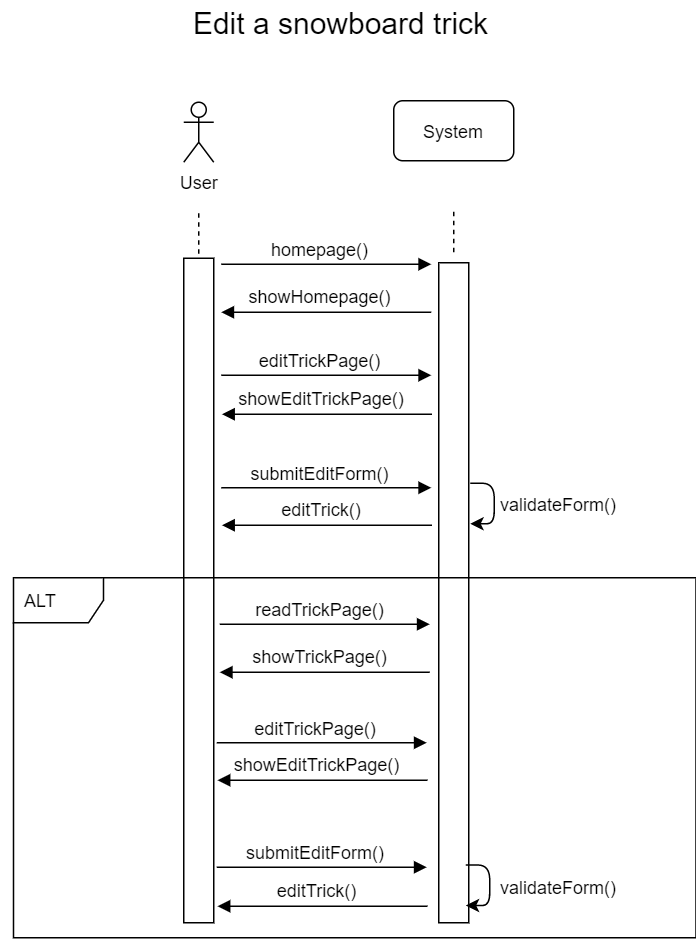 Edit a snowboard trick
System
User
homepage()
showHomepage()
editTrickPage()
showEditTrickPage()
submitEditForm()
validateForm()
editTrick()
ALT
readTrickPage()
showTrickPage()
editTrickPage()
showEditTrickPage()
submitEditForm()
validateForm()
editTrick()